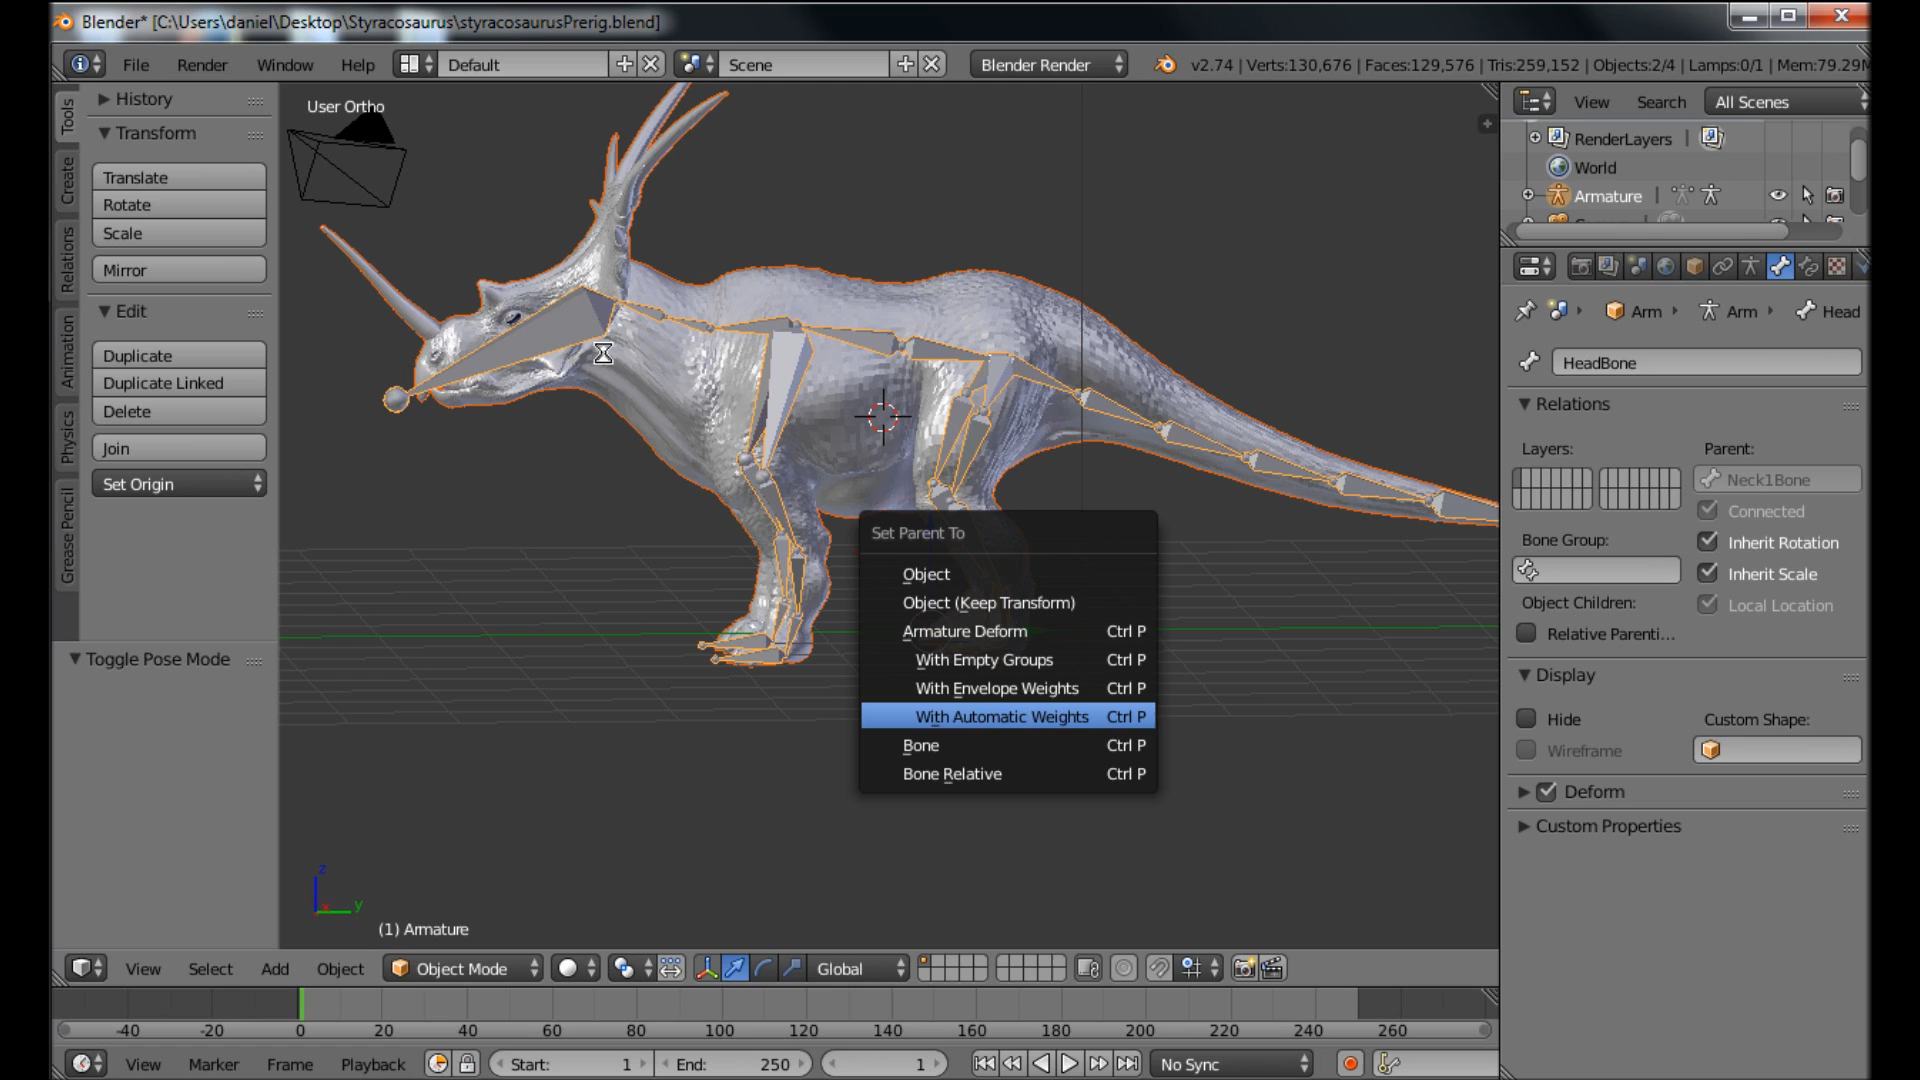 Blender* [C:\Users\daniel\Desktop\Styracosaurus\styracosaurusPrerig.blend]
File Render Window Help Default Scene Blender Render v2.74 | Verts:130,676 | Faces:129,576 | Tris:259,152 | Objects:2/4 | Lamps:0/1 | Mem:79.29M
Tools
Create
Relations
Animation
Physics
Grease Pencil
History
Transform
Translate
Rotate
Scale
Mirror
Edit
Duplicate
Duplicate Linked
Delete
Join
Set Origin
Toggle Pose Mode
User Ortho
Set Parent To
Object
Object (Keep Transform)
Armature Deform Ctrl P
With Empty Groups Ctrl P
With Envelope Weights Ctrl P
With Automatic Weights Ctrl P
Bone Ctrl P
Bone Relative Ctrl P
z
x y
(1) Armature
View Search All Scenes
RenderLayers |
World
Armature |
Arm Arm Head
HeadBone
Relations
Layers: Parent:
Neck1Bone
Connected
Bone Group: Inherit Rotation
Inherit Scale
Object Children: Local Location
Relative Parenti...
Display
Hide Custom Shape:
Wireframe
Deform
Custom Properties
View Select Add Object Object Mode Global
-40 -20 0 20 40 60 80 100 120 140 160 180 200 220 240 260
View Marker Frame Playback Start: 1 End: 250 1 No Sync